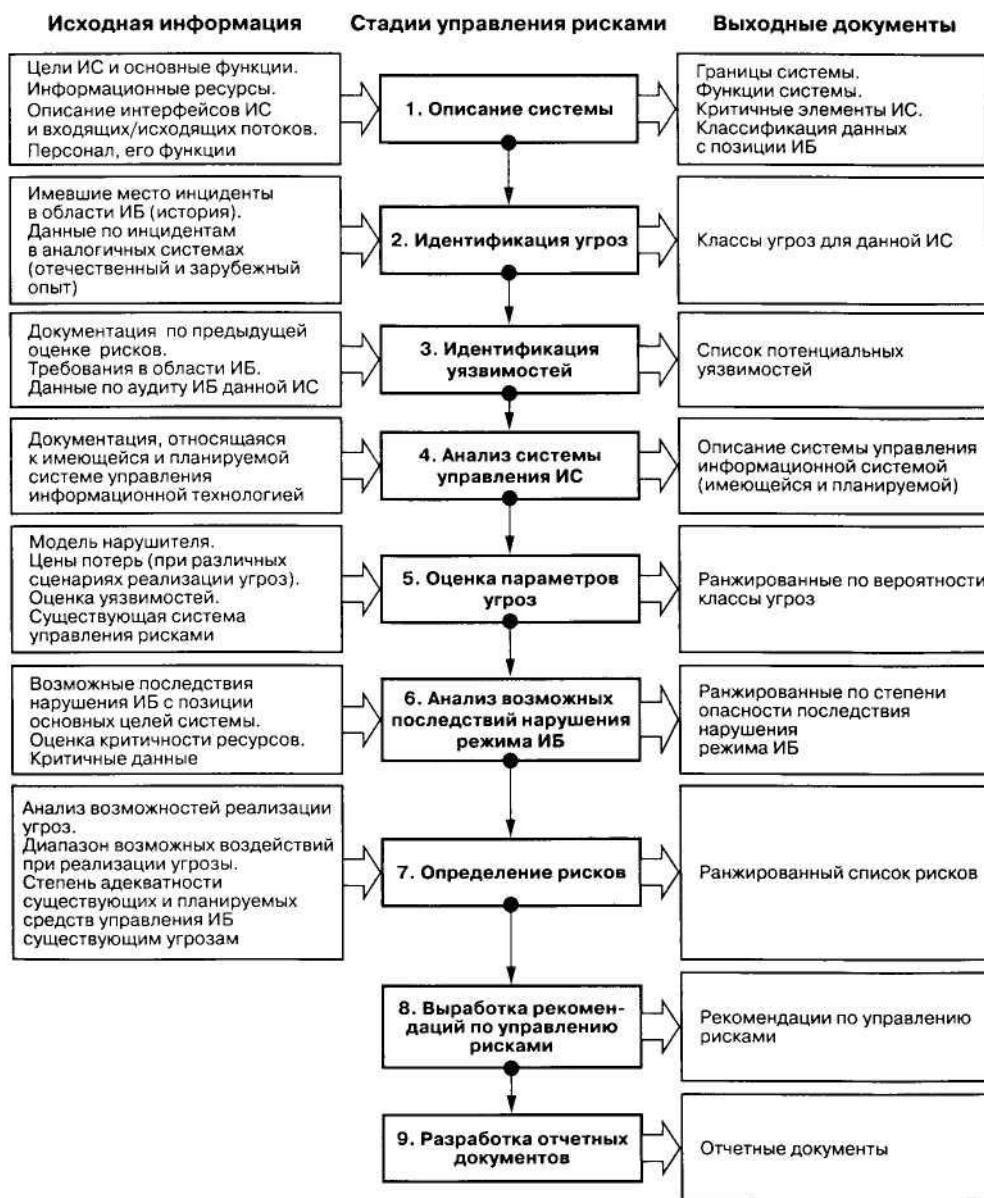 Исходная информация
Стадии управления рисками
Выходные документы
Цели ИС и основные функции.
Информационные ресурсы.
Описание интерфейсов ИС
и входящих/исходящих потоков.
Персонал, его функции
1. Описание системы
Границы системы.
Функции системы.
Критичные элементы ИС.
Классификация данных
с позиции ИБ
Имевшие место инциденты
в области ИБ (история).
Данные по инцидентам
в аналогичных системах
(отечественный и зарубежный
опыт)
2. Идентификация угроз
Классы угроз для данной ИС
Документация по предыдущей
оценке рисков.
Требования в области ИБ.
Данные по аудиту ИБ данной ИС
3. Идентификация
уязвимостей
Список потенциальных
уязвимостей
Документация, относящаяся
к имеющейся и планируемой
системе управления
информационной технологией
4. Анализ системы
управления ИС
Описание системы управления
информационной системой
(имеющейся и планируемой)
Модель нарушителя.
Цены потерь (при различных
сценариях реализации угроз).
Оценка уязвимостей.
Существующая система
управления рисками
5. Оценка параметров
угроз
Ранжированные по вероятности
классы угроз
Возможные последствия
нарушения ИБ с позиции
основных целей системы.
Оценка критичности ресурсов.
Критичные данные
6. Анализ возможных
последствий нарушения
режима ИБ
Ранжированные по степени
опасности последствия
нарушения
режима ИБ
Анализ возможностей реализации
угроз.
Диапазон возможных воздействий
при реализации угрозы.
Степень адекватности
существующих и планируемых
средств управления ИБ
существующим угрозам
7. Определение рисков
Ранжированный список рисков
8. Выработка рекомен-
даций по управлению
рисками
Рекомендации по управлению
рисками
9. Разработка отчетных
документов
Отчетные документы